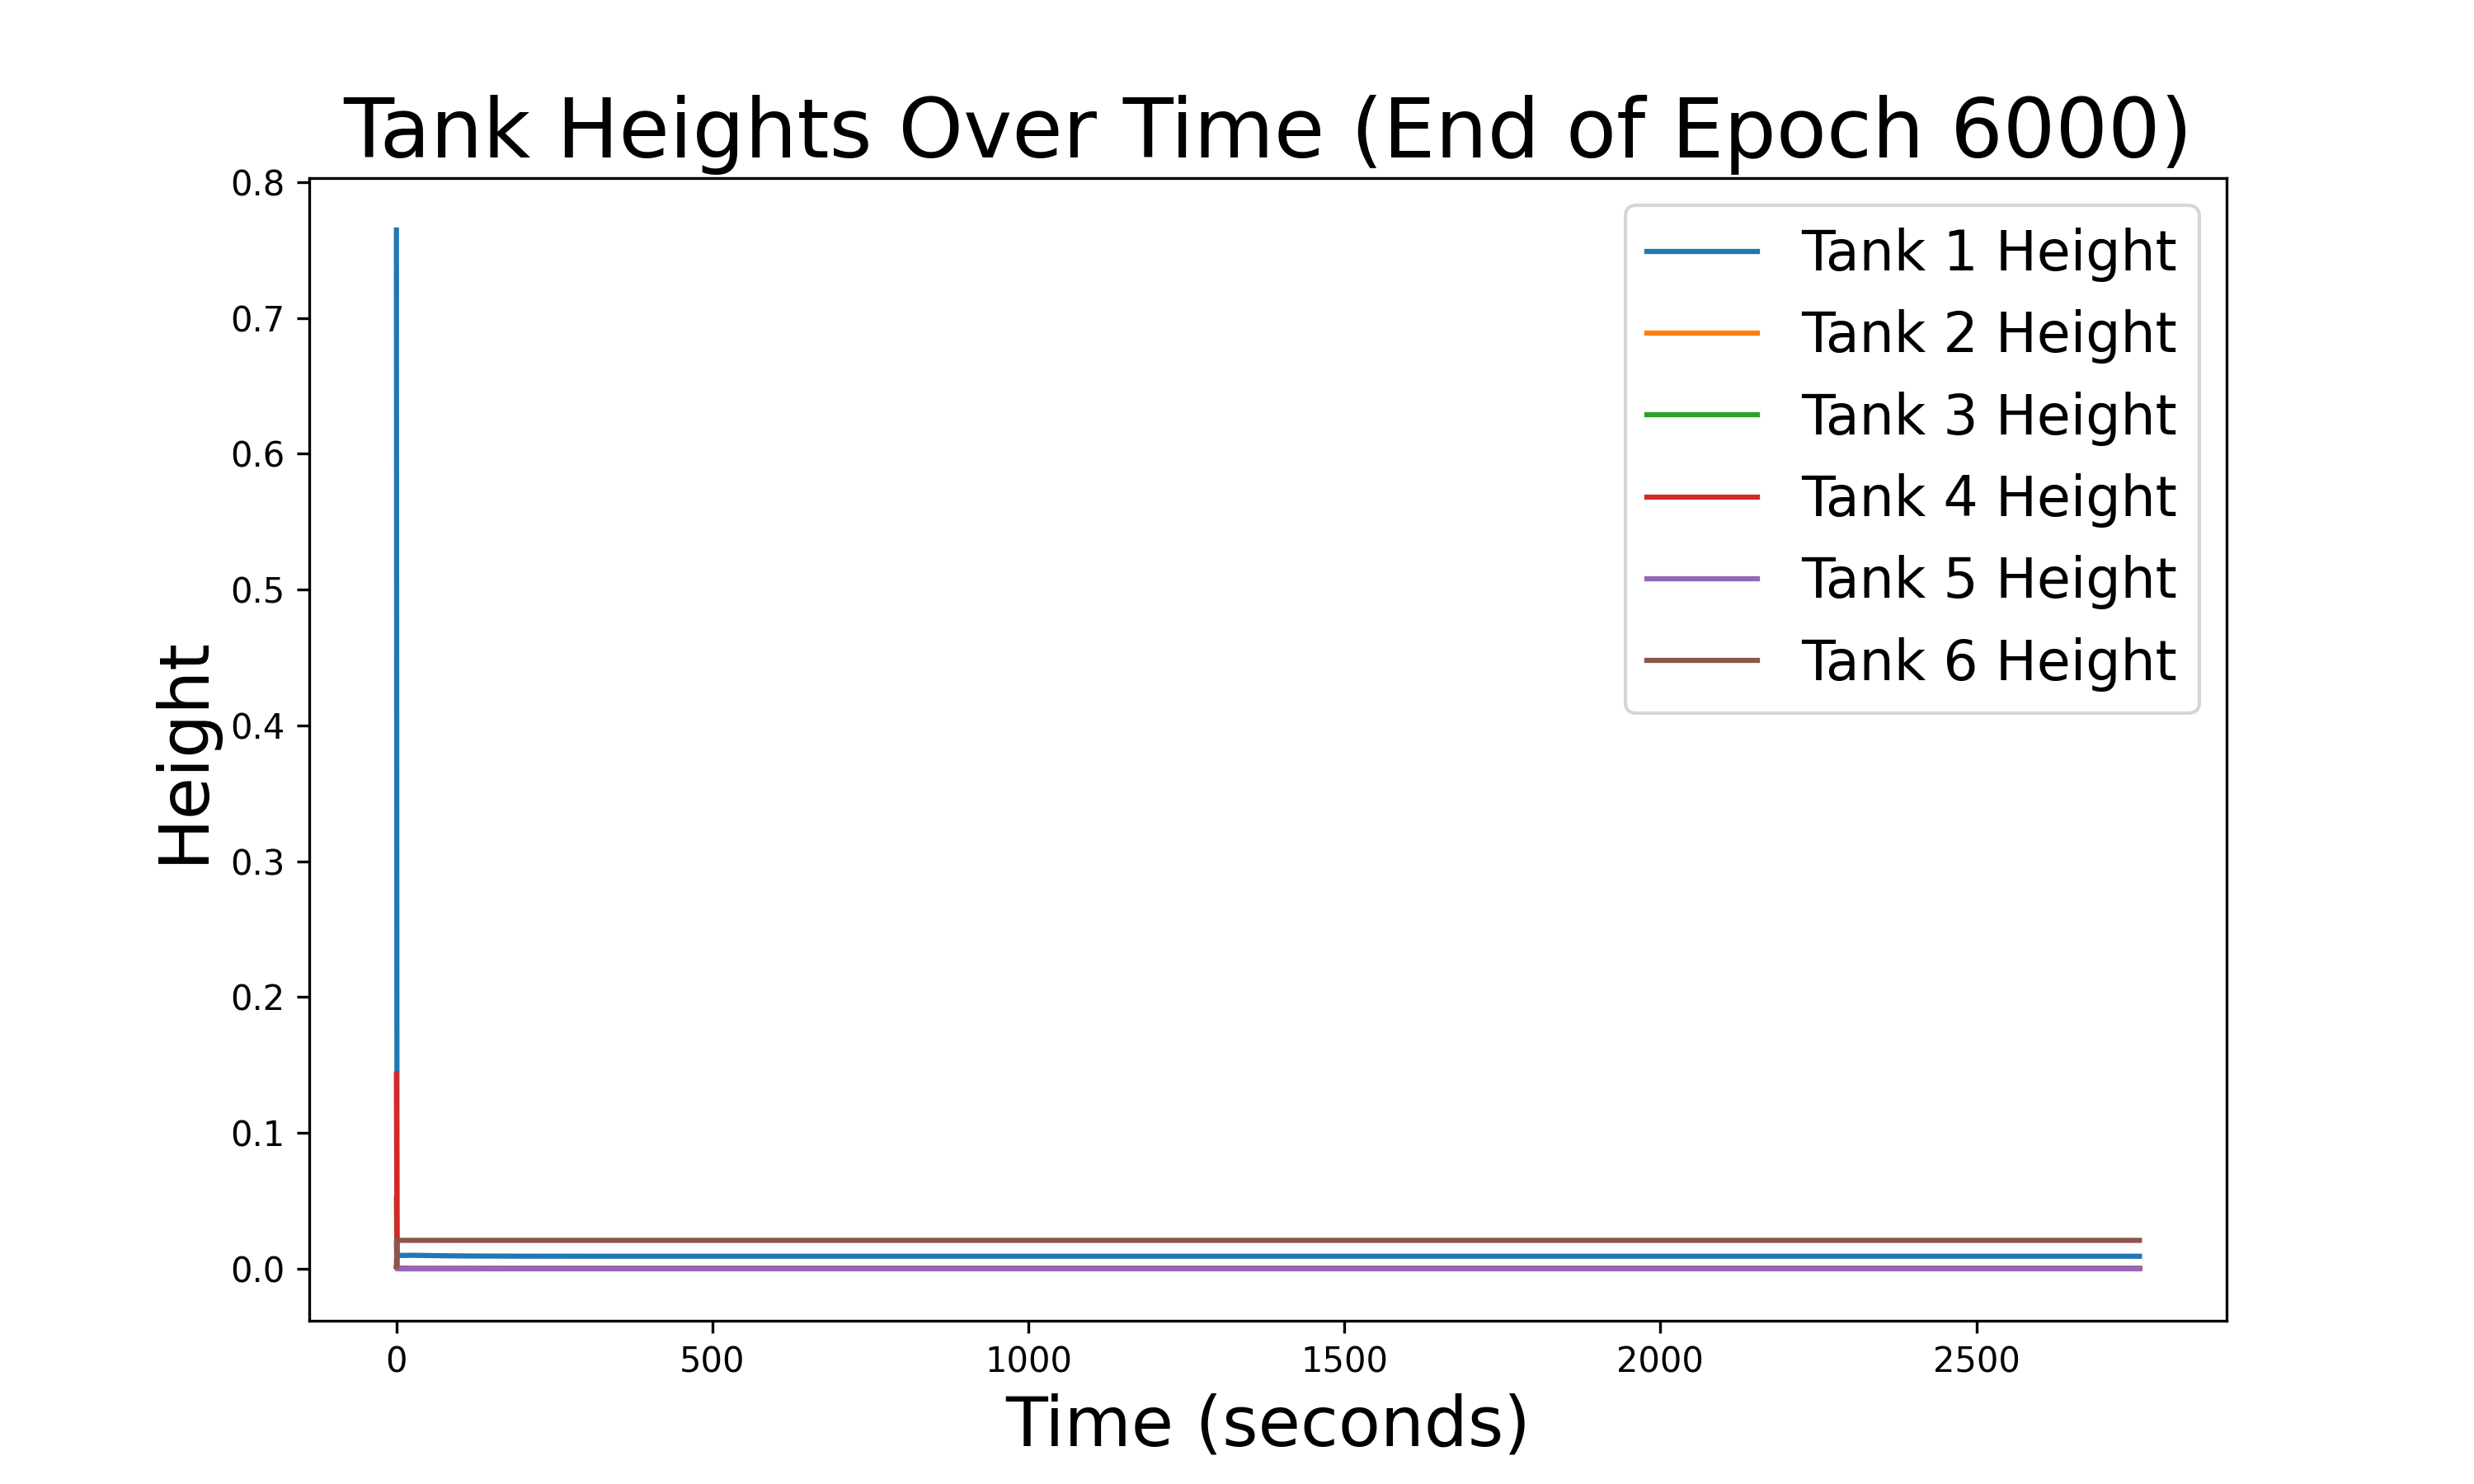 Tank Heights Over Time (End of Epoch 6000)
0.8
0.7
0.6
0.5
0.4
0.3
0.2
0.1
0.0
Height
Tank 1 Height
Tank 2 Height
Tank 3 Height
Tank 4 Height
Tank 5 Height
Tank 6 Height
0 500 1000 1500 2000 2500
Time (seconds)